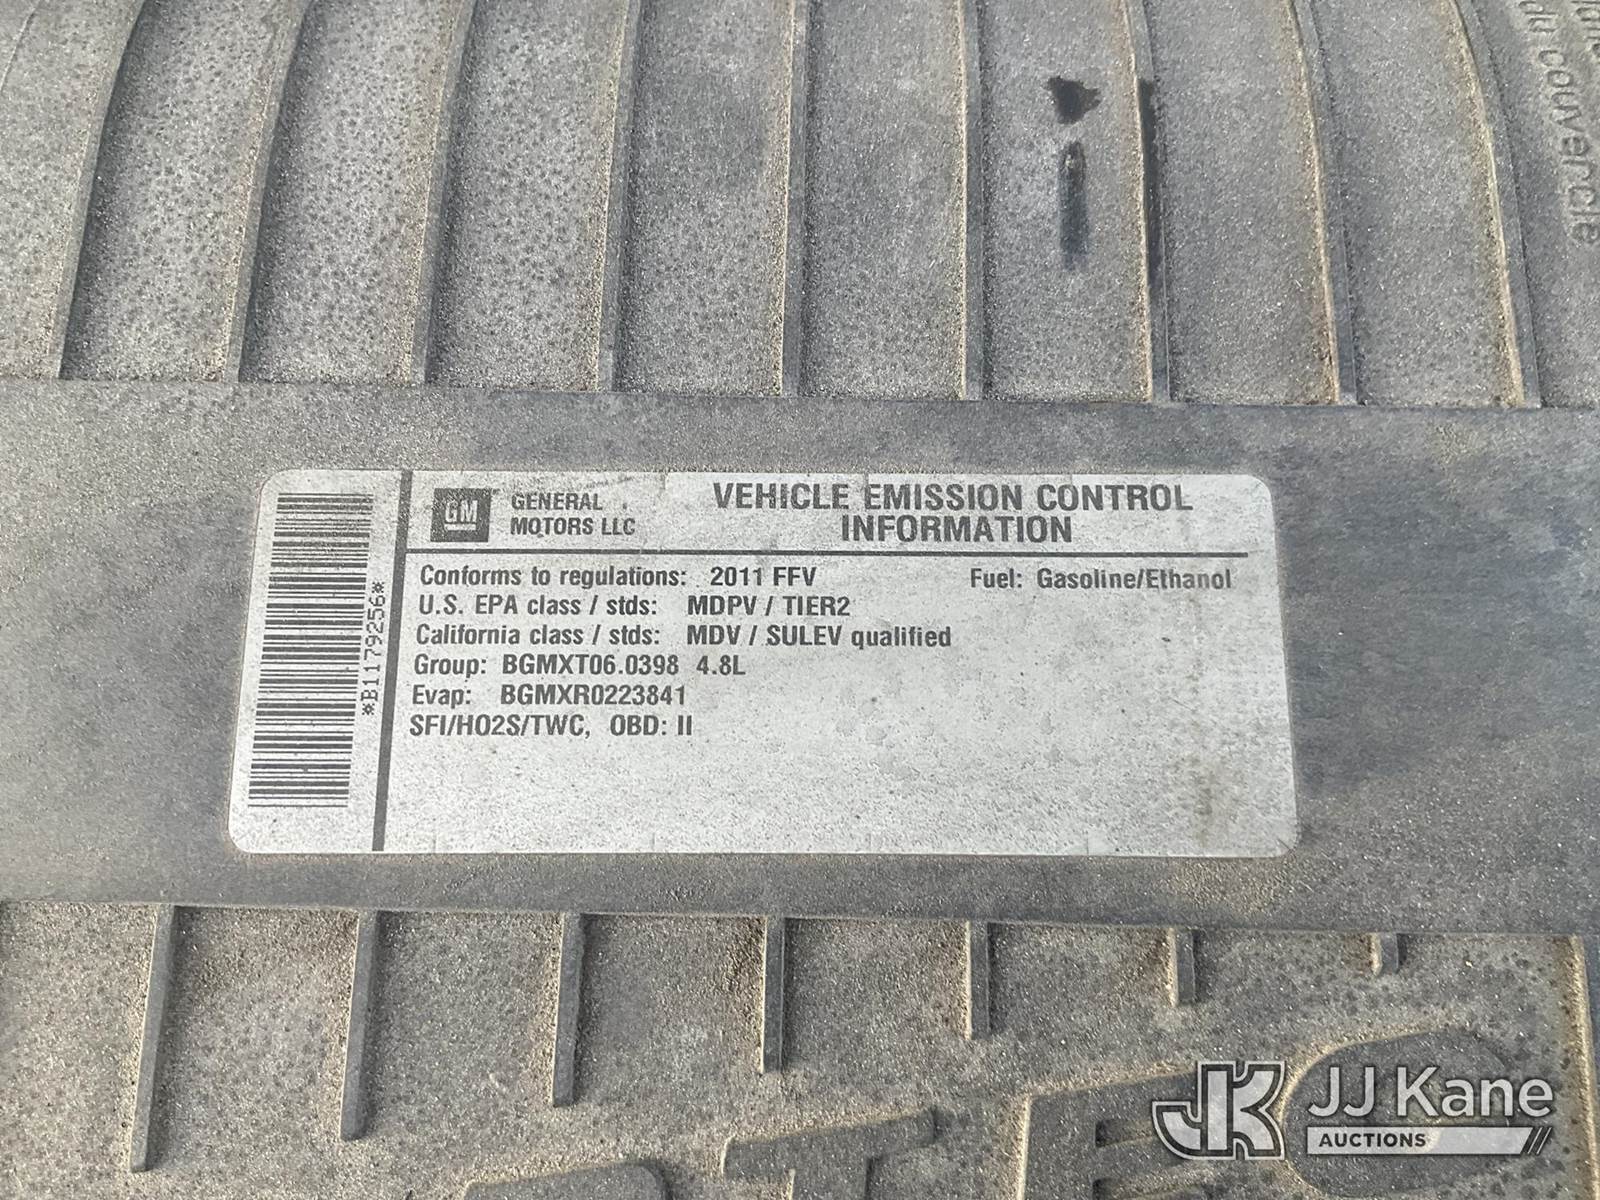 du couvercle
GM GENERAL
MOTORS LLC
VEHICLE EMISSION CONTROL
INFORMATION
Conforms to regulations: 2011 FFV Fuel: Gasoline/Ethanol
U.S. EPA class / stds: MDPV / TIER2
California class / stds: MDV / SULEV qualified
Group: BGMXT06.0398 4.8L
Evap: BGMXR0223841
SFI/HO2S/TWC, OBD: II
*B1179256*
JK JJ Kane
AUCTIONS